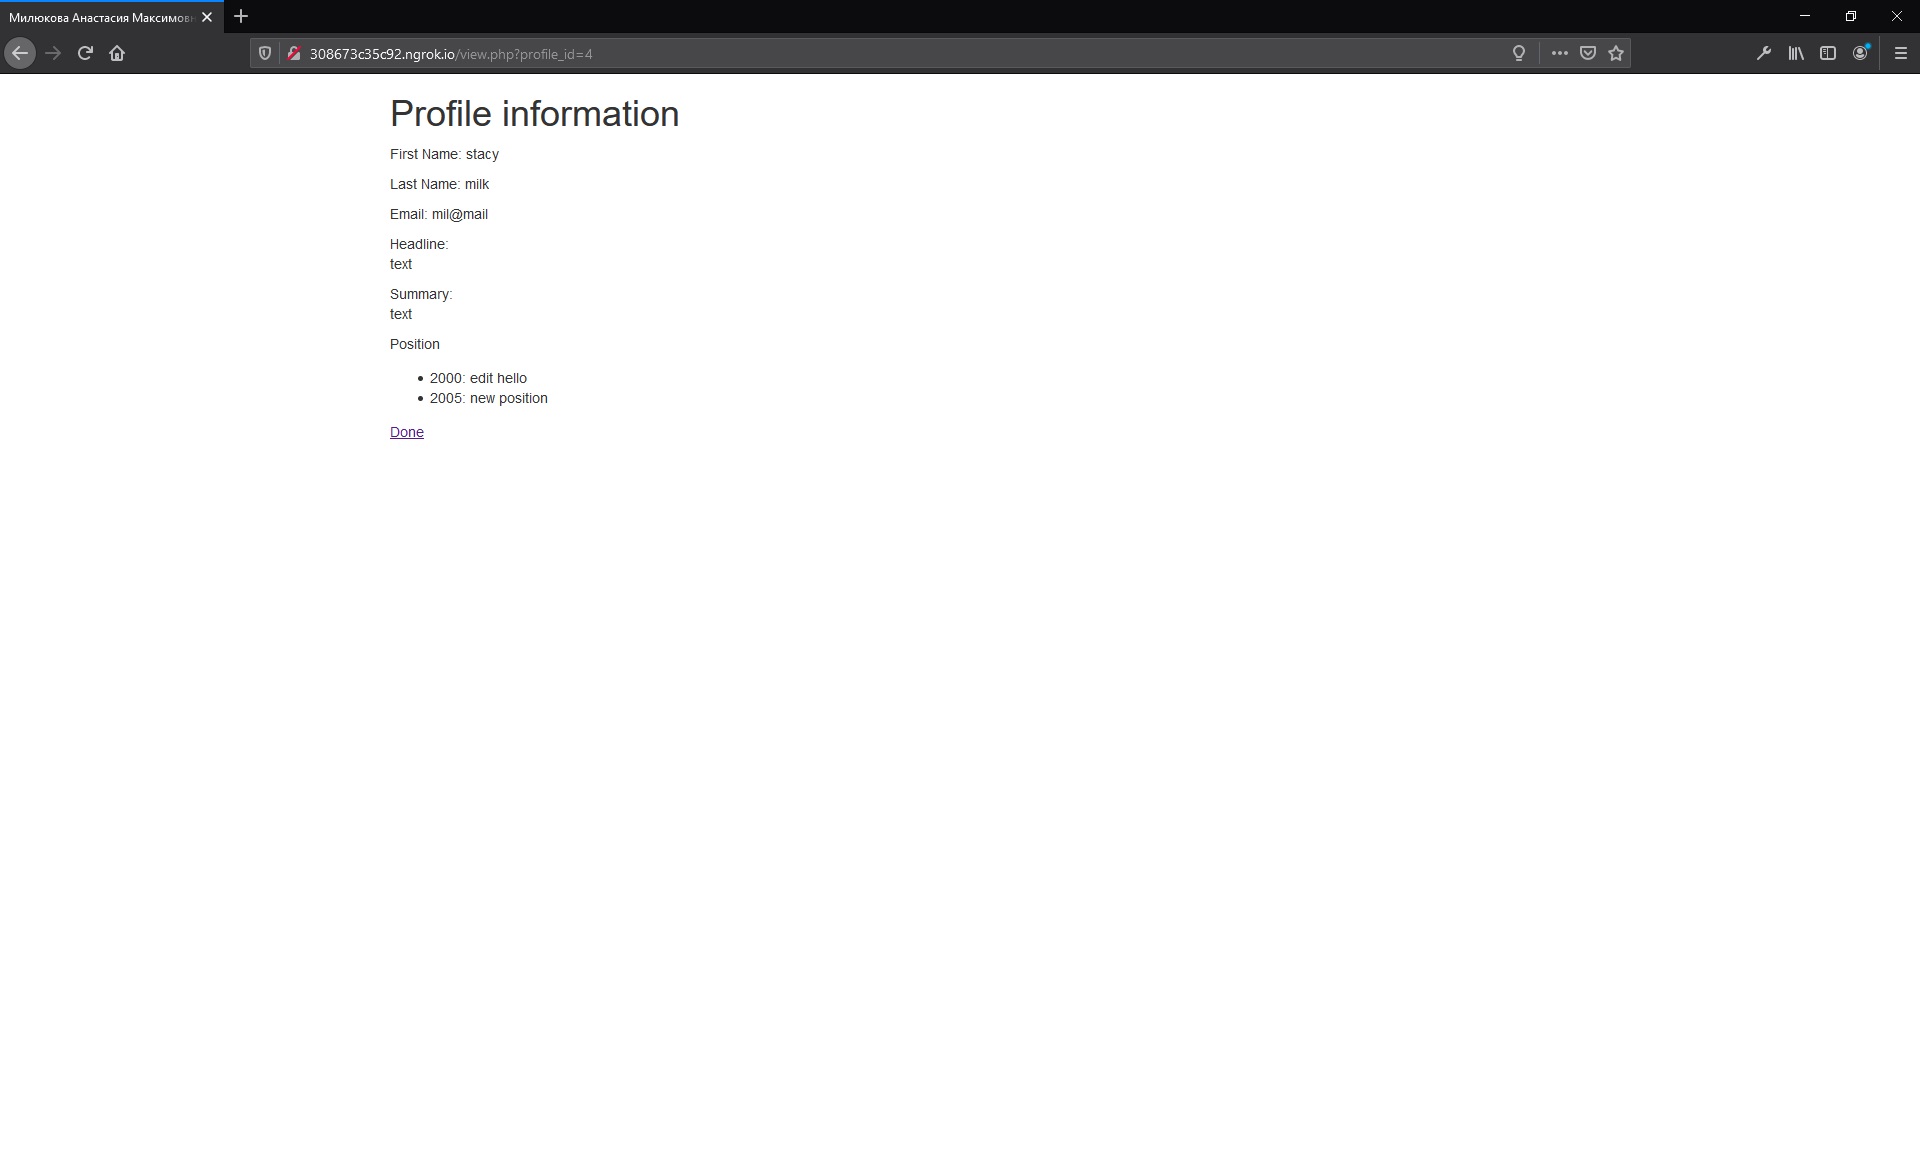 Милюкова Анастасия Максимовн
308673c35c92.ngrok.io/view.php?profile_id=4
Profile information
First Name: stacy
Last Name: milk
Email: mil@mail
Headline:
text
Summary:
text
Position
2000: edit hello
2005: new position
Done